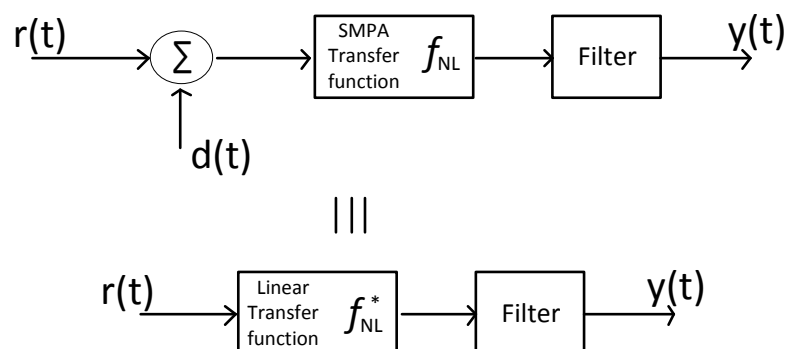 r(t)
Σ
SMPA
Transfer
function
f_NL
Filter
y(t)
d(t)
r(t)
Linear
Transfer
function
f*_NL
Filter
y(t)